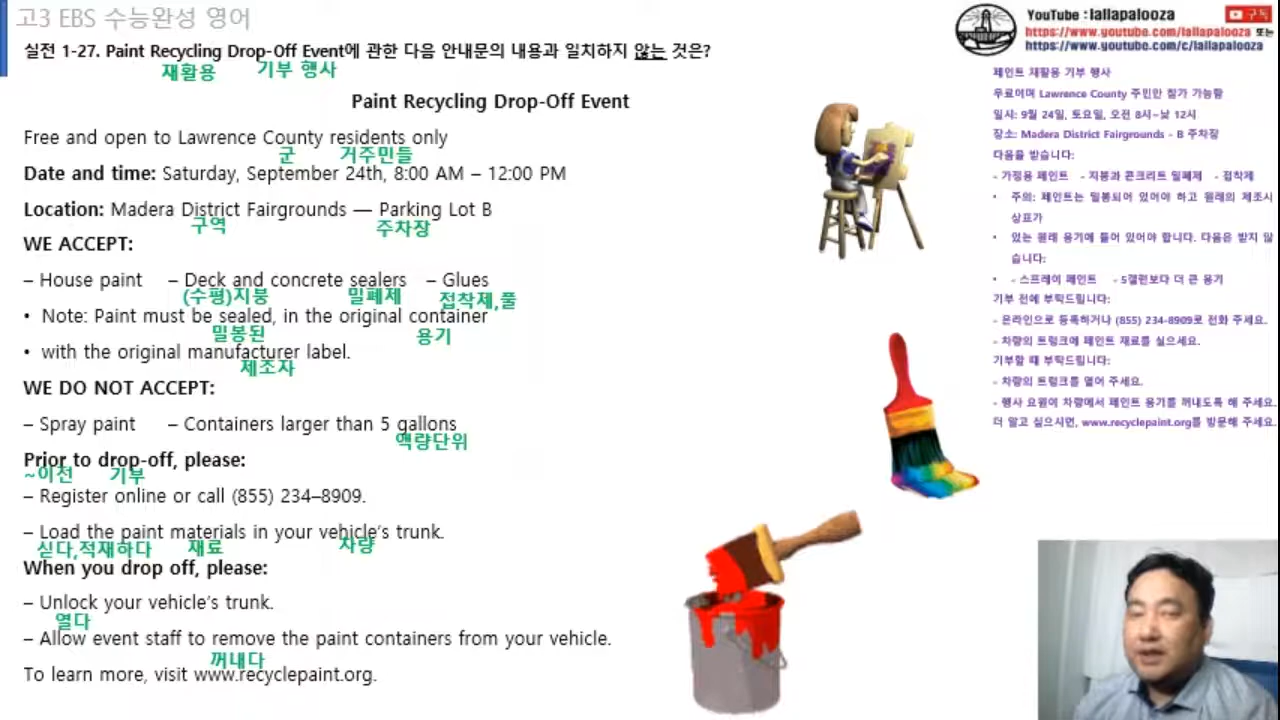 고3 EBS 수능완성 영어
실전 1-27. Paint Recycling Drop-Off Event에 관한 다음 안내문의 내용과 일치하지 않는 것은?
재활용 기부 행사
Paint Recycling Drop-Off Event
Free and open to Lawrence County residents only
군 거주민들
Date and time: Saturday, September 24th, 8:00 AM – 12:00 PM
Location: Madera District Fairgrounds — Parking Lot B
구역 주차장
WE ACCEPT:
– House paint – Deck and concrete sealers – Glues
(수평)지붕 밀폐제 접착제,풀
• Note: Paint must be sealed, in the original container
밀봉된 용기
• with the original manufacturer label.
제조자
WE DO NOT ACCEPT:
– Spray paint – Containers larger than 5 gallons
액량단위
Prior to drop-off, please:
~이전 기부
– Register online or call (855) 234–8909.
– Load the paint materials in your vehicle's trunk.
싣다,적재하다 재료 차량
When you drop off, please:
– Unlock your vehicle's trunk.
열다
– Allow event staff to remove the paint containers from your vehicle.
꺼내다
To learn more, visit www.recyclepaint.org.
YouTube : lallapalooza
구독
https://www.youtube.com/lallapalooza 또는
https://www.youtube.com/c/lallapalooza
페인트 재활용 기부 행사
무료이며 Lawrence County 주민만 참가 가능함
일시: 9월 24일, 토요일, 오전 8시~낮 12시
장소: Madera District Fairgrounds - B 주차장
다음을 받습니다:
- 가정용 페인트 - 지붕과 콘크리트 밀폐제 - 접착제
• 주의: 페인트는 밀봉되어 있어야 하고 원래의 제조사
상표가
• 있는 원래 용기에 들어 있어야 합니다. 다음은 받지 않
습니다:
• - 스프레이 페인트 - 5갤런보다 더 큰 용기
기부 전에 부탁드립니다:
- 온라인으로 등록하거나 (855) 234-8909로 전화 주세요.
- 차량의 트렁크에 페인트 재료를 실으세요.
기부할 때 부탁드립니다:
- 차량의 트렁크를 열어 주세요.
- 행사 요원이 차량에서 페인트 용기를 꺼내도록 해 주세요.
더 알고 싶으시면, www.recyclepaint.org를 방문해 주세요.